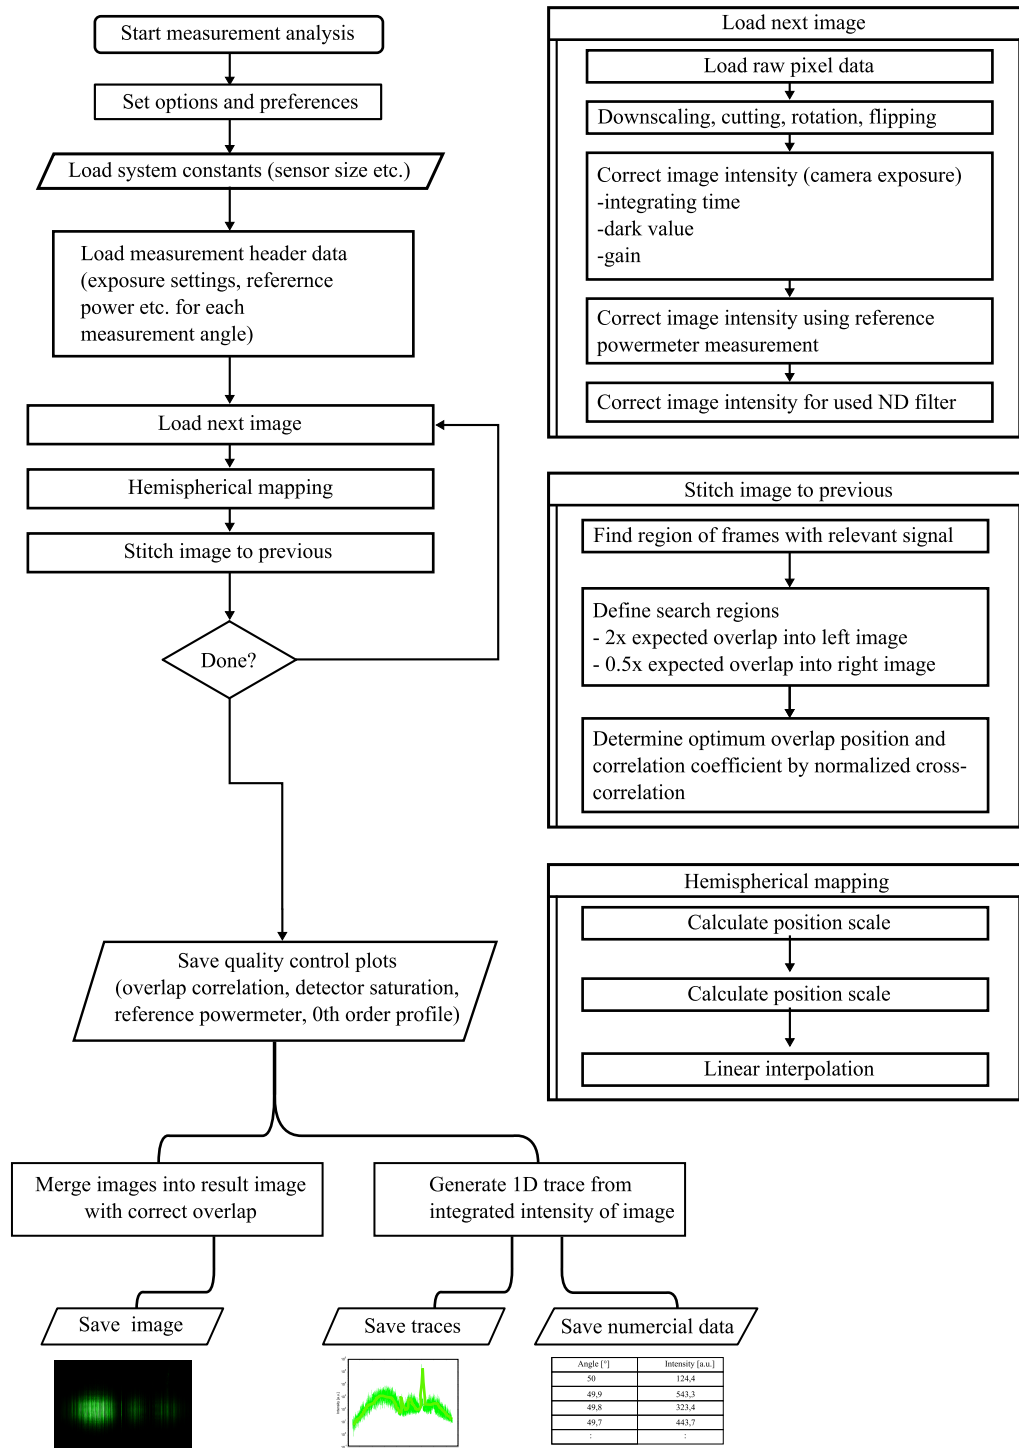 Start measurement analysis
Set options and preferences
Load system constants (sensor size etc.)
Load measurement header data
(exposure settings, referernce
power etc. for each
measurement angle)
Load next image
Hemispherical mapping
Stitch image to previous
Done?
Save quality control plots
(overlap correlation, detector saturation,
reference powermeter, 0th order profile)
Merge images into result image
with correct overlap
Generate 1D trace from
integrated intensity of image
Save image
Save traces
Save numercial data
Angle [°] Intensity [a.u.]
50 124,4
49,9 543,3
49,8 323,4
49,7 443,7
: :
Load next image
Load raw pixel data
Downscaling, cutting, rotation, flipping
Correct image intensity (camera exposure)
-integrating time
-dark value
-gain
Correct image intensity using reference
powermeter measurement
Correct image intensity for used ND filter
Stitch image to previous
Find region of frames with relevant signal
Define search regions
- 2x expected overlap into left image
- 0.5x expected overlap into right image
Determine optimum overlap position and
correlation coefficient by normalized cross-
correlation
Hemispherical mapping
Calculate position scale
Calculate position scale
Linear interpolation